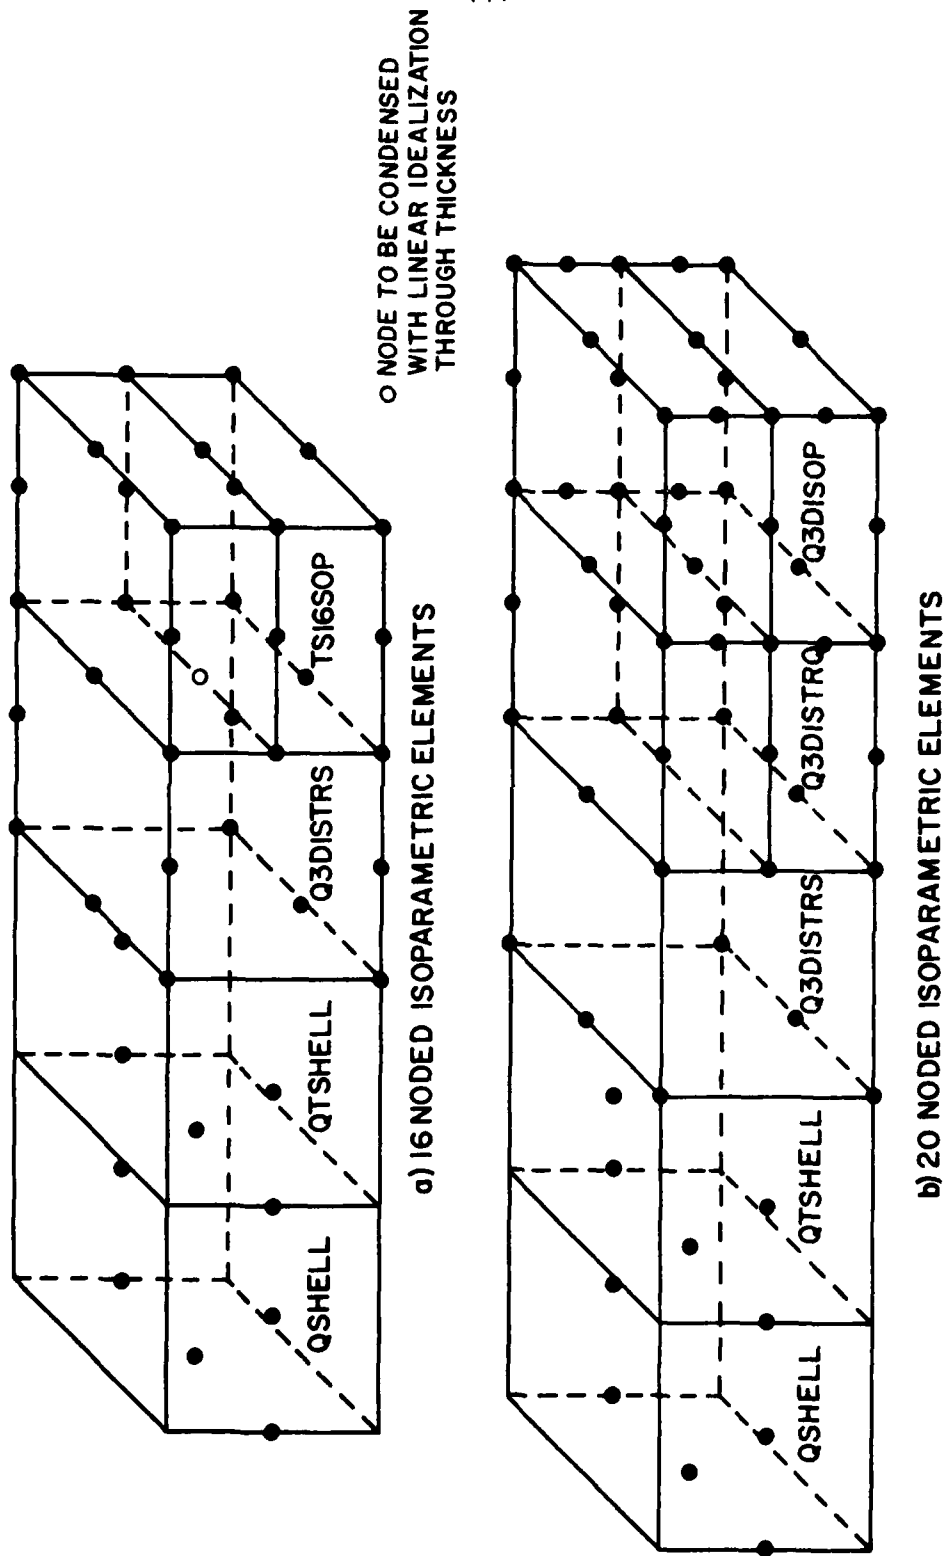 O NODE TO BE CONDENSED
WITH LINEAR IDEALIZATION
THROUGH THICKNESS
QSHELL
QTSHELL
Q3DISTRS
TS16SOP
a) 16 NODED ISOPARAMETRIC ELEMENTS
QSHELL
QTSHELL
Q3DISTRS
Q3DISTRQ
Q3DISOP
b) 20 NODED ISOPARAMETRIC ELEMENTS